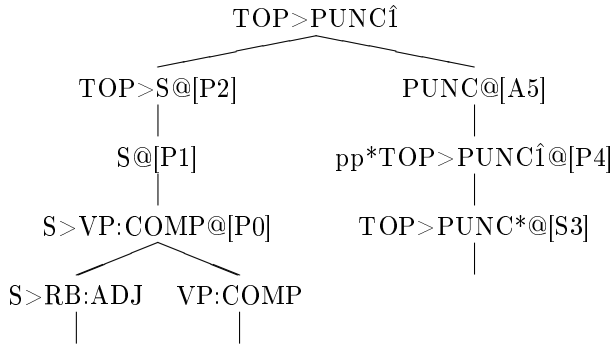 TOP>PUNCÎ
TOP>S@[P2] PUNC@[A5]
S@[P1] pp*TOP>PUNCÎ@[P4]
S>VP:COMP@[P0] TOP>PUNC*@[S3]
S>RB:ADJ VP:COMP